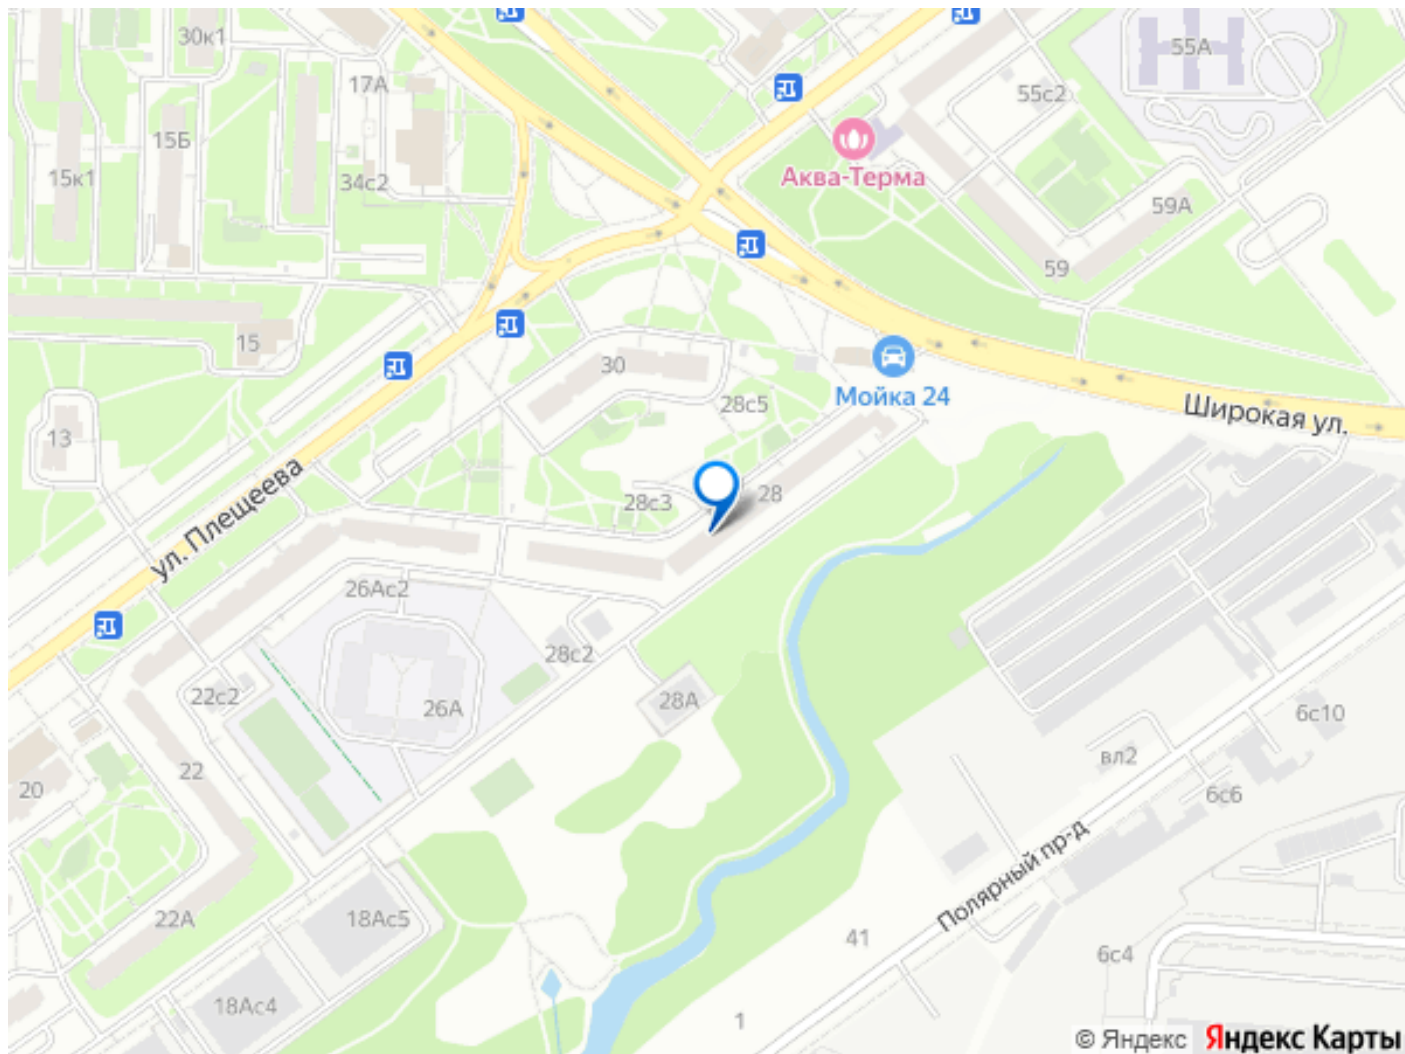 30к1
55А
17А
55с2
15Б
Аква-Терма
15к1
34с2
59А
59
15
30
Мойка 24
28с5
Широкая ул.
13
28с3
28
ул. Плещеева
26Ас2
28с2
22с2
26А
28А
6с10
вл2
22
20
6с6
Полярный пр-д
22А
18Ас5
41
6с4
18Ас4
1
© Яндекс Яндекс Карты